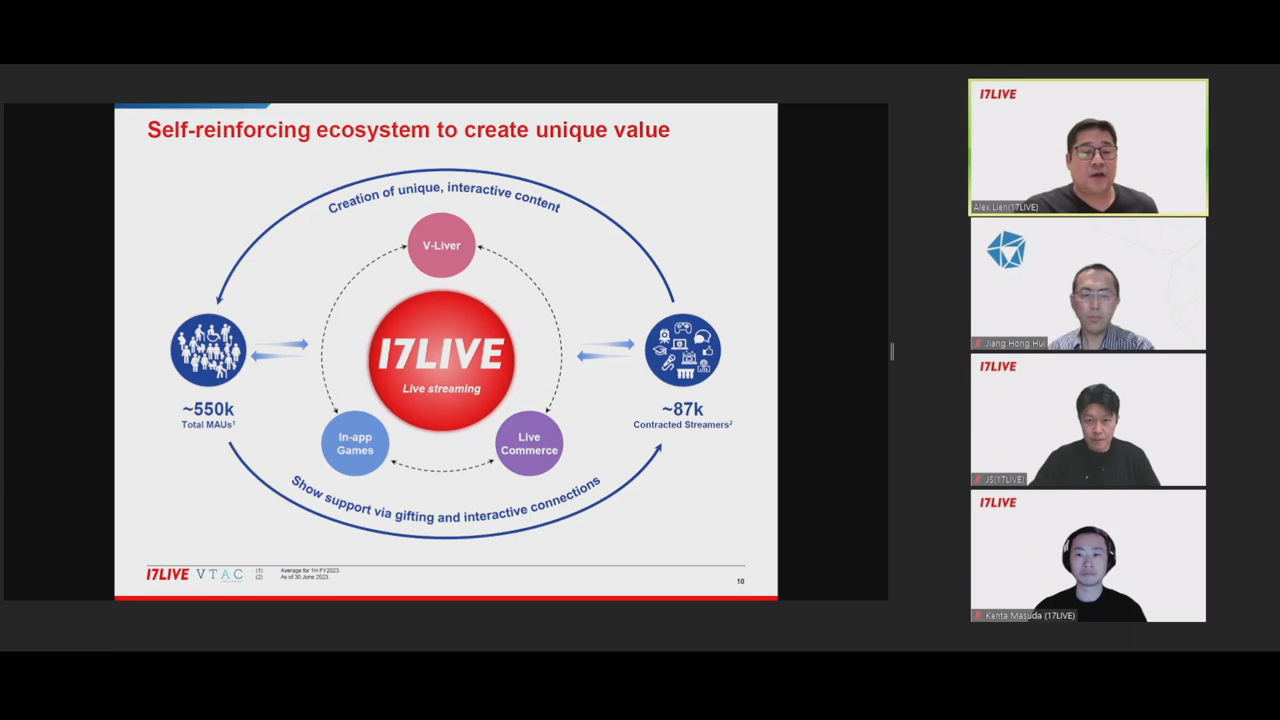 Self-reinforcing ecosystem to create unique value
Creation of unique, interactive content
V-Liver
17LIVE
Live streaming
~550k
Total MAUs1
~87k
Contracted Streamers2
In-app
Games
Live
Commerce
Show support via gifting and interactive connections
17LIVE VTAC
(1) Average for 1H FY2023.
(2) As of 30 June 2023.
10
17LIVE
Alex Lien(17LIVE)
Jiang Hong Hui
17LIVE
JS(17LIVE)
17LIVE
Kenta Masuda (17LIVE)